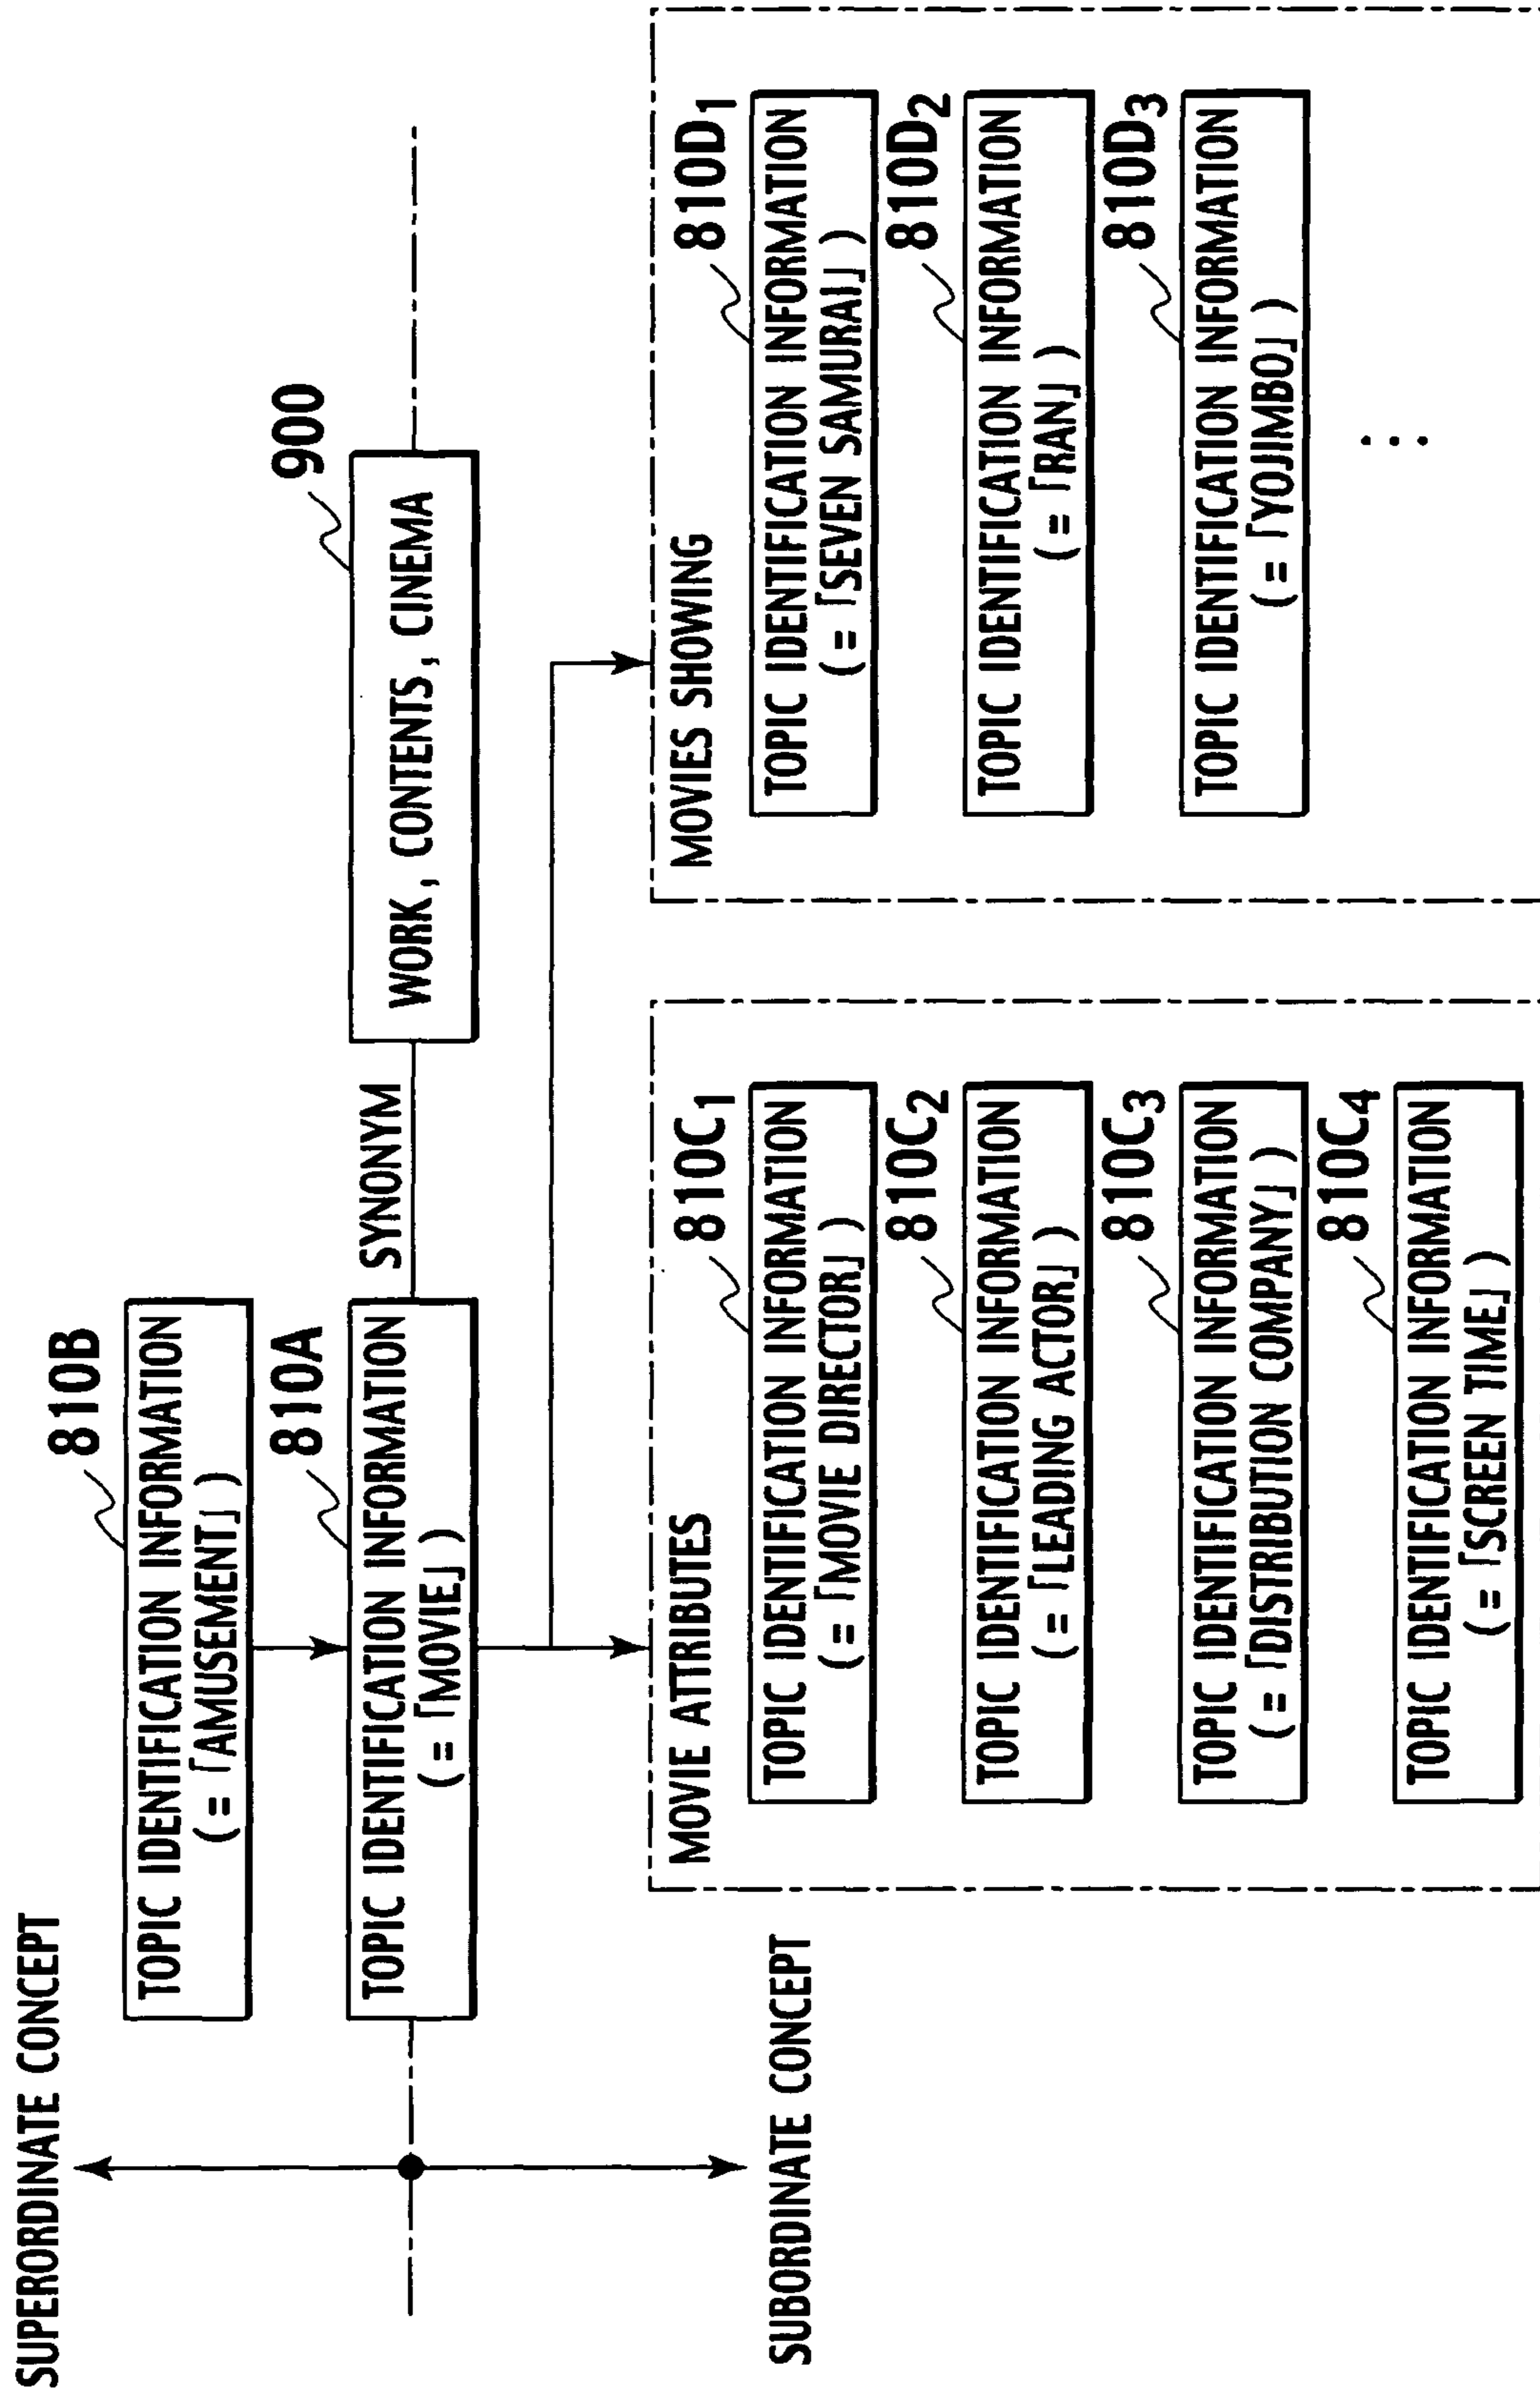 SUPERORDINATE CONCEPT
810B
TOPIC IDENTIFICATION INFORMATION
(=「AMUSEMENT」)
810A
TOPIC IDENTIFICATION INFORMATION
(=「MOVIE」)
SYNONYM
900
WORK, CONTENTS, CINEMA
SUBORDINATE CONCEPT
MOVIE ATTRIBUTES
810C1
TOPIC IDENTIFICATION INFORMATION
(=「MOVIE DIRECTOR」)
810C2
TOPIC IDENTIFICATION INFORMATION
(=「LEADING ACTOR」)
810C3
TOPIC IDENTIFICATION INFORMATION
(=「DISTRIBUTION COMPANY」)
810C4
TOPIC IDENTIFICATION INFORMATION
(=「SCREEN TIME」)
MOVIES SHOWING
810D1
TOPIC IDENTIFICATION INFORMATION
(=「SEVEN SAMURAI」)
810D2
TOPIC IDENTIFICATION INFORMATION
(=「RAN」)
810D3
TOPIC IDENTIFICATION INFORMATION
(=「YOJIMBO」)